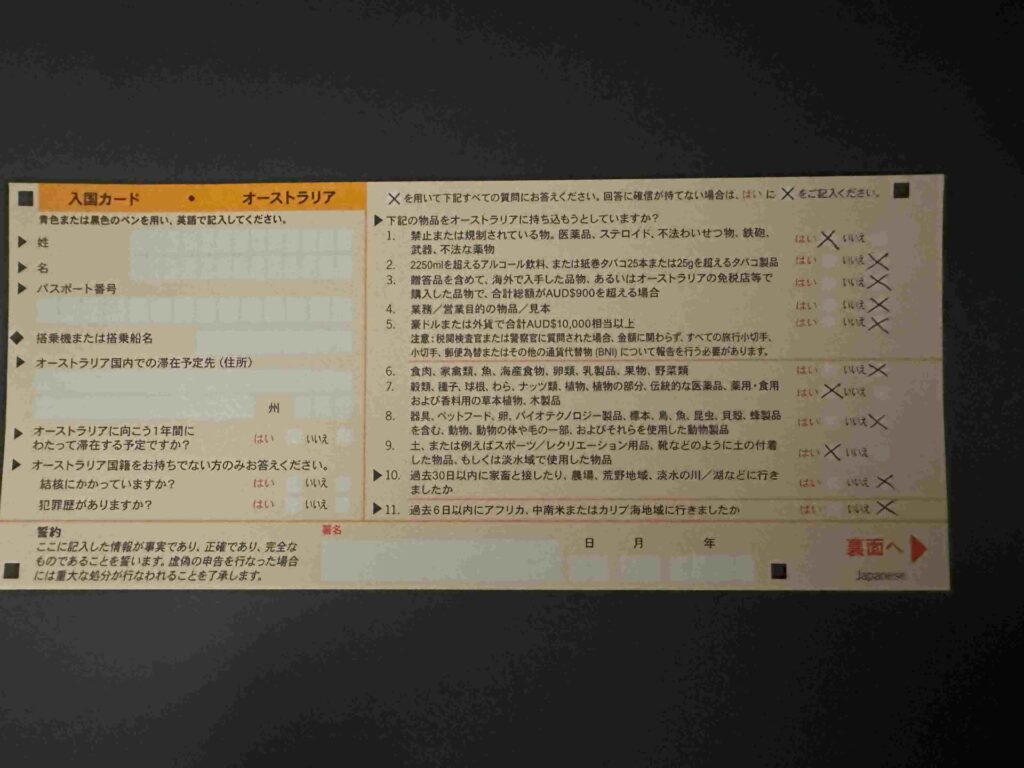 入国カード • オーストラリア
青色または黒色のペンを用い、英語で記入してください。
姓
名
パスポート番号
搭乗機または搭乗船名
オーストラリア国内での滞在予定先（住所）
州
オーストラリアに向こう1年間に
わたって滞在する予定ですか？ はい いいえ
オーストラリア国籍をお持ちでない方のみお答えください。
結核にかかっていますか？ はい いいえ
犯罪歴がありますか？ はい いいえ
を用いて下記すべての質問にお答えください。回答に確信が持てない場合は、はい に をご記入ください。
下記の物品をオーストラリアに持ち込もうとしていますか？
1. 禁止または規制されている物。医薬品、ステロイド、不法わいせつ物、鉄砲、
武器、不法な薬物 はい いいえ
2. 2250mlを超えるアルコール飲料、または紙巻タバコ25本または25gを超えるタバコ製品 はい いいえ
3. 贈答品を含めて、海外で入手した品物、あるいはオーストラリアの免税店等で
購入した品物で、合計総額がAUD$900を超える場合 はい いいえ
4. 業務／営業目的の物品／見本 はい いいえ
5. 豪ドルまたは外貨で合計AUD$10,000相当以上 はい いいえ
注意：税関検査官または警察官に質問された場合、金額に関わらず、すべての旅行小切手、
小切手、郵便為替またはその他の通貨代替物 (BNI) について報告を行う必要があります。
6. 食肉、家禽類、魚、海産食物、卵類、乳製品、果物、野菜類 はい いいえ
7. 穀類、種子、球根、わら、ナッツ類、植物、植物の部分、伝統的な医薬品、薬用・食用
および香料用の草本植物、木製品 はい いいえ
8. 器具、ペットフード、卵、バイオテクノロジー製品、標本、鳥、魚、昆虫、貝殻、蜂製品
を含む、動物、動物の体や毛の一部、およびそれらを使用した動物製品 はい いいえ
9. 土、または例えばスポーツ／レクリエーション用品、靴などのように土の付着
した物品、もしくは淡水域で使用した物品 はい いいえ
10. 過去30日以内に家畜と接したり、農場、荒野地域、淡水の川／湖などに行き
ましたか はい いいえ
11. 過去6日以内にアフリカ、中南米またはカリブ海地域に行きましたか はい いいえ
誓約
ここに記入した情報が事実であり、正確であり、完全な
ものであることを誓います。虚偽の申告を行なった場合
には重大な処分が行なわれることを了承します。
署名
日 月 年
裏面へ
Japanese